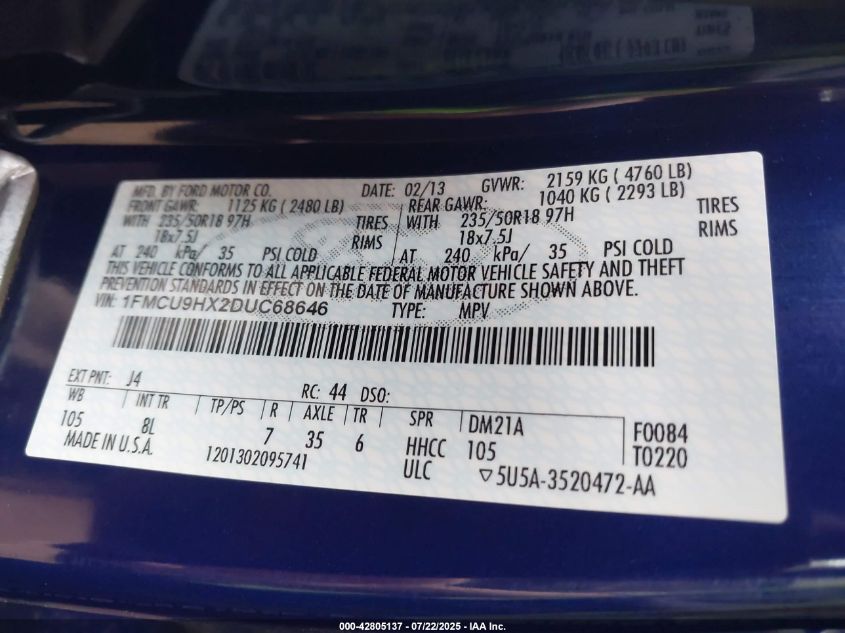 MFD. BY FORD MOTOR CO. DATE: 02/13 GVWR: 2159 KG ( 4760 LB)
FRONT GAWR: 1125 KG ( 2480 LB) REAR GAWR: 1040 KG ( 2293 LB)
WITH 235/50R18 97H TIRES WITH 235/50R18 97H TIRES
18x7.5J RIMS 18x7.5J RIMS
AT 240 kPa/ 35 PSI COLD AT 240 kPa/ 35 PSI COLD
THIS VEHICLE CONFORMS TO ALL APPLICABLE FEDERAL MOTOR VEHICLE SAFETY AND THEFT
PREVENTION STANDARDS IN EFFECT ON THE DATE OF MANUFACTURE SHOWN ABOVE.
VIN: 1FMCU9HX2DUC68646 TYPE: MPV
EXT PNT: J4 RC: 44 DSO:
WB INT TR TP/PS R AXLE TR SPR DM21A F0084
105 8L 7 35 6 HHCC 105 T0220
MADE IN U.S.A. 1201302095741 ULC ▽5U5A-3520472-AA
000-42805137 - 07/22/2025 - IAA Inc.